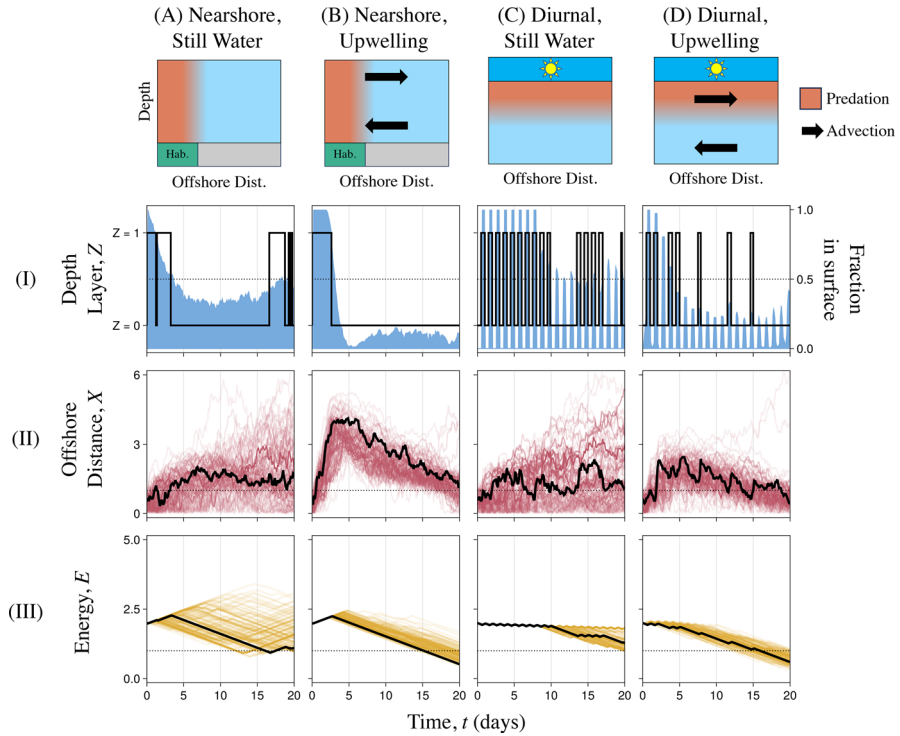 (A) Nearshore,
Still Water
(B) Nearshore,
Upwelling
(C) Diurnal,
Still Water
(D) Diurnal,
Upwelling
Depth
Hab.
Hab.
Predation
Advection
Offshore Dist.
Offshore Dist.
Offshore Dist.
Offshore Dist.
(I)
Depth
Layer, Z
Z = 1
Z = 0
1.0
0.5
0.0
Fraction
in surface
(II)
Offshore
Distance, X
6
3
0
(III)
Energy, E
5.0
2.5
0.0
0 5 10 15 20
0 5 10 15 20
0 5 10 15 20
0 5 10 15 20
Time, t (days)